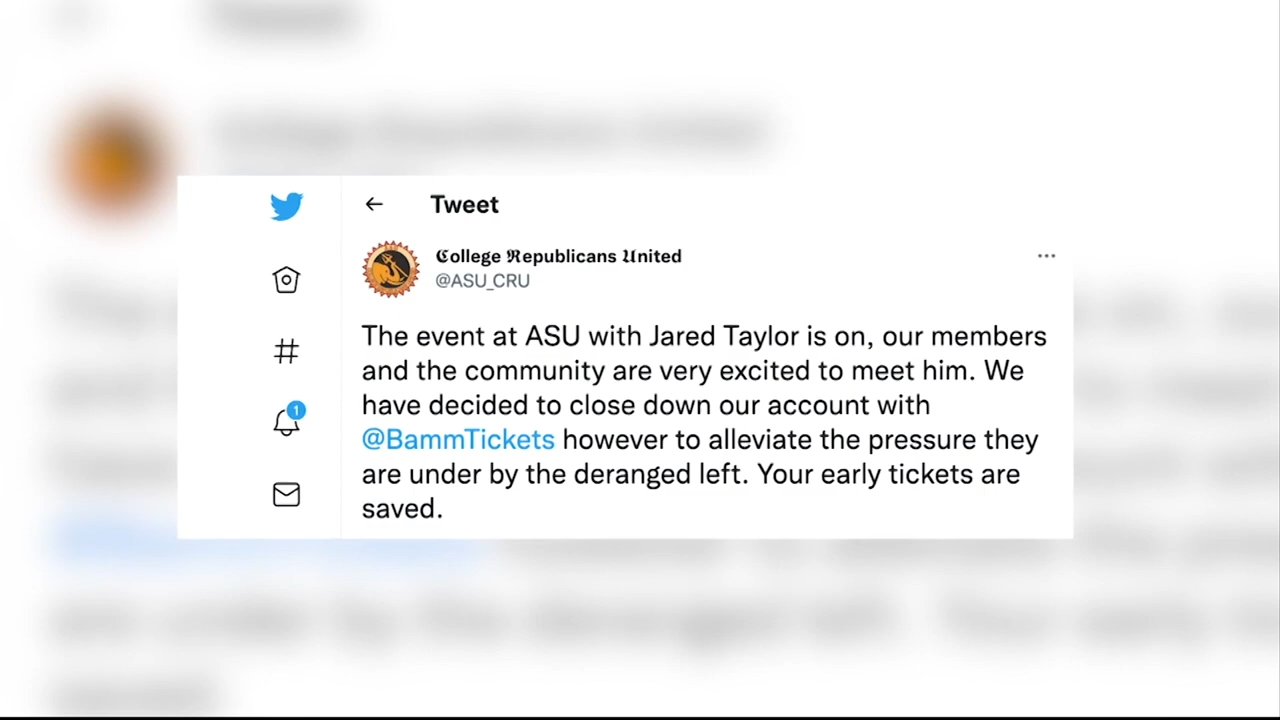 Tweet
ℭollege ℜepublicans 𝔘nited
@ASU_CRU
The event at ASU with Jared Taylor is on, our members
and the community are very excited to meet him. We
have decided to close down our account with
@BammTickets however to alleviate the pressure they
are under by the deranged left. Your early tickets are
saved.
1